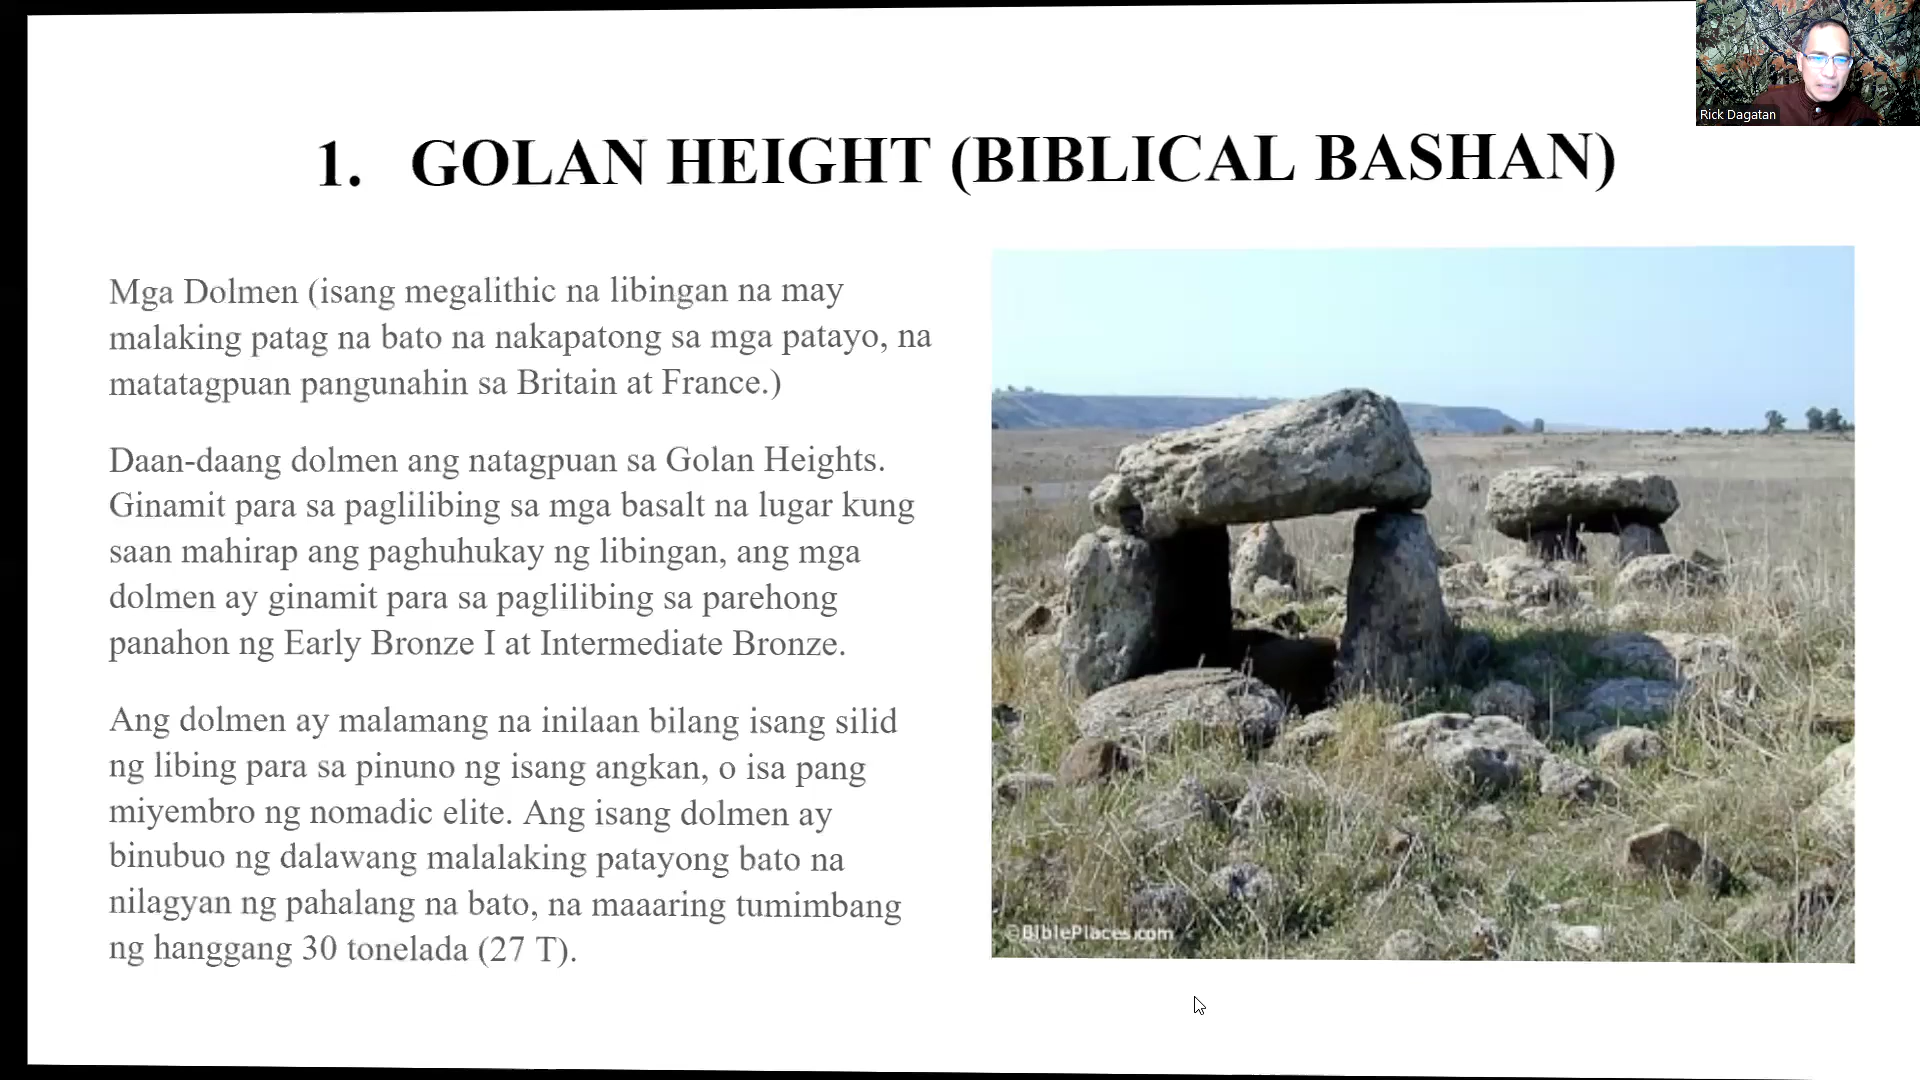 Rick Dagatan
1. GOLAN HEIGHT (BIBLICAL BASHAN)
Mga Dolmen (isang megalithic na libingan na may
malaking patag na bato na nakapatong sa mga patayo, na
matatagpuan pangunahin sa Britain at France.)
Daan-daang dolmen ang natagpuan sa Golan Heights.
Ginamit para sa paglilibing sa mga basalt na lugar kung
saan mahirap ang paghuhukay ng libingan, ang mga
dolmen ay ginamit para sa paglilibing sa parehong
panahon ng Early Bronze I at Intermediate Bronze.
Ang dolmen ay malamang na inilaan bilang isang silid
ng libing para sa pinuno ng isang angkan, o isa pang
miyembro ng nomadic elite. Ang isang dolmen ay
binubuo ng dalawang malalaking patayong bato na
nilagyan ng pahalang na bato, na maaaring tumimbang
ng hanggang 30 tonelada (27 T).
©BiblePlaces.com